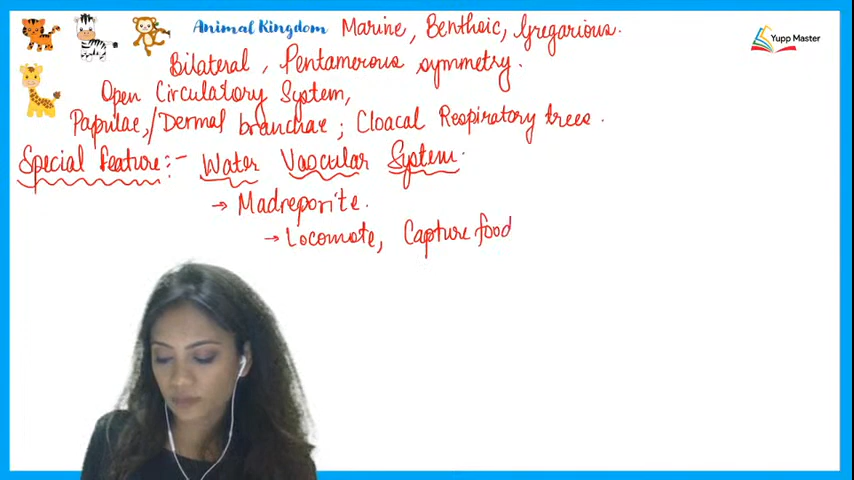 Animal Kingdom Marine, Benthoic, Gregarious.
Yupp Master
Bilateral, Pentamerous symmetry.
Open Circulatory System,
Papulae,/Dermal branchae ; Cloacal Respiratory trees.
Special feature:- Water Vascular System.
→ Madreporite.
→ Locomote, Capture food